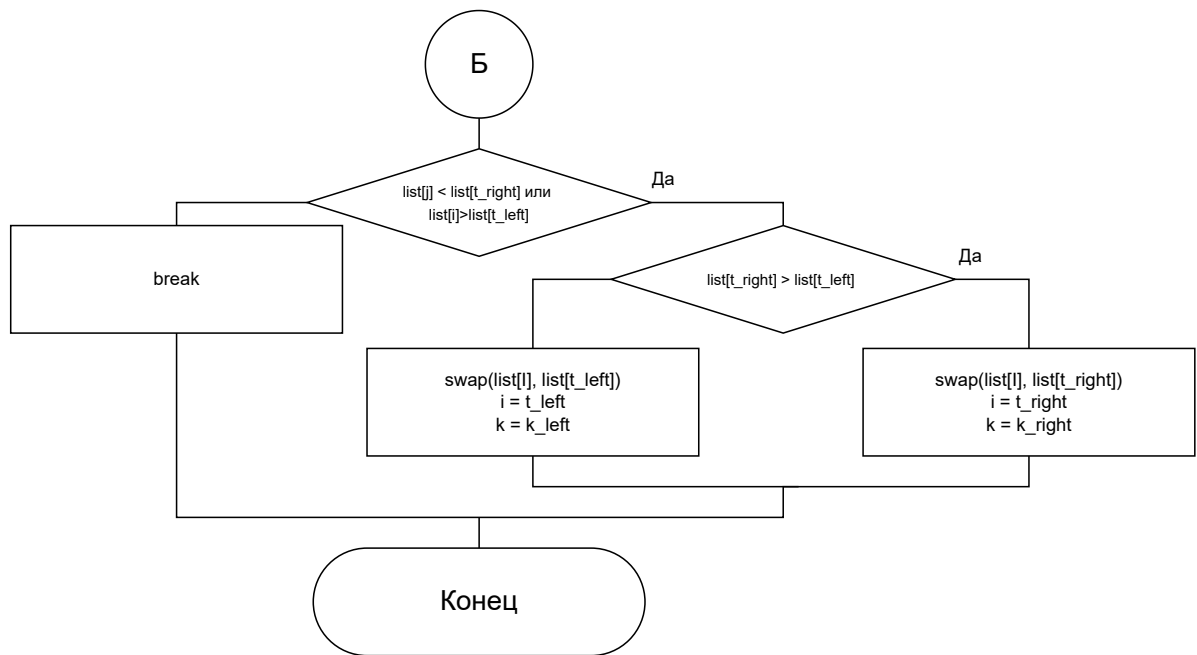 Б
list[j] < list[t_right] или
list[i]>list[t_left]
Да
break
list[t_right] > list[t_left]
Да
swap(list[I], list[t_left])
i = t_left
k = k_left
swap(list[I], list[t_right])
i = t_right
k = k_right
Конец